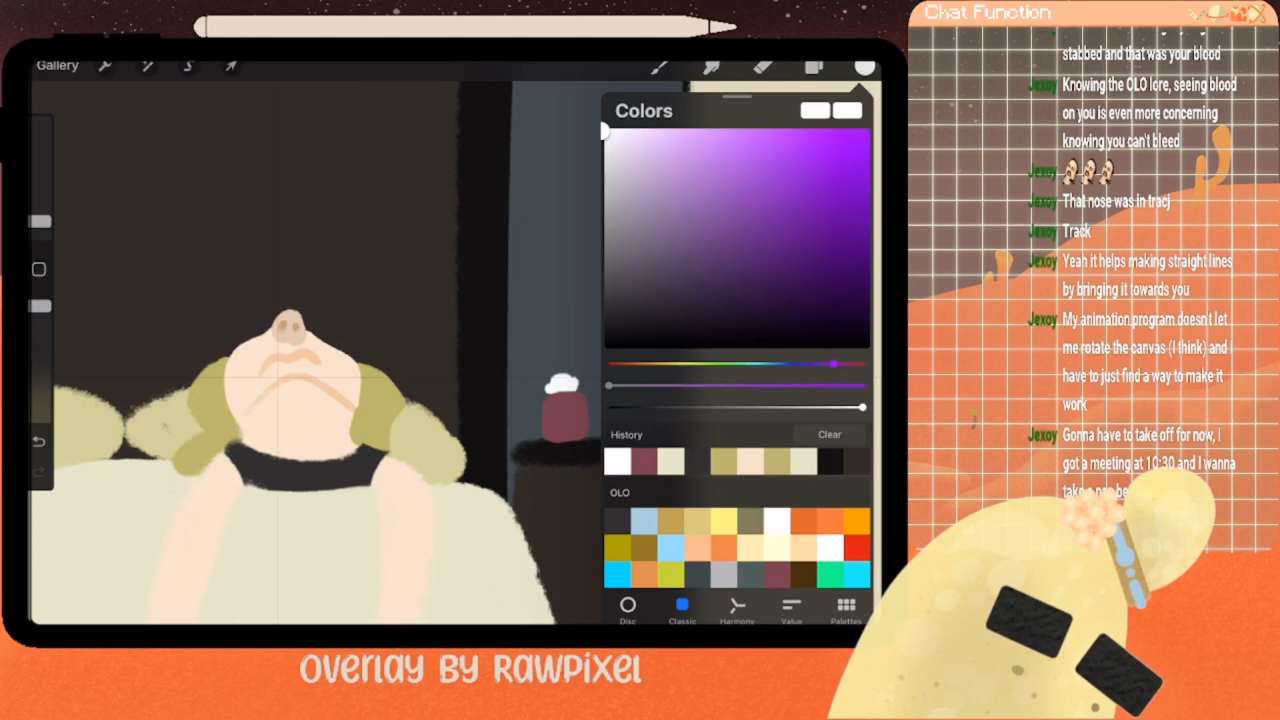 Chat Function
Gallery
stabbed and that was your blood
Jexoy Knowing the OLO lore, seeing blood
on you is even more concerning
knowing you can't bleed
Jexoy
Jexoy That nose was in tracj
Jexoy Track
Jexoy Yeah it helps making straight lines
by bringing it towards you
Jexoy My animation program doesn't let
me rotate the canvas (I think) and I
have to just find a way to make it
work
Jexoy Gonna have to take off for now, I
got a meeting at 10:30 and I wanna
take a nap
Colors
History
Clear
OLO
Disc
Classic
Harmony
Value
Palettes
OVERLAY BY RAWPIXEL